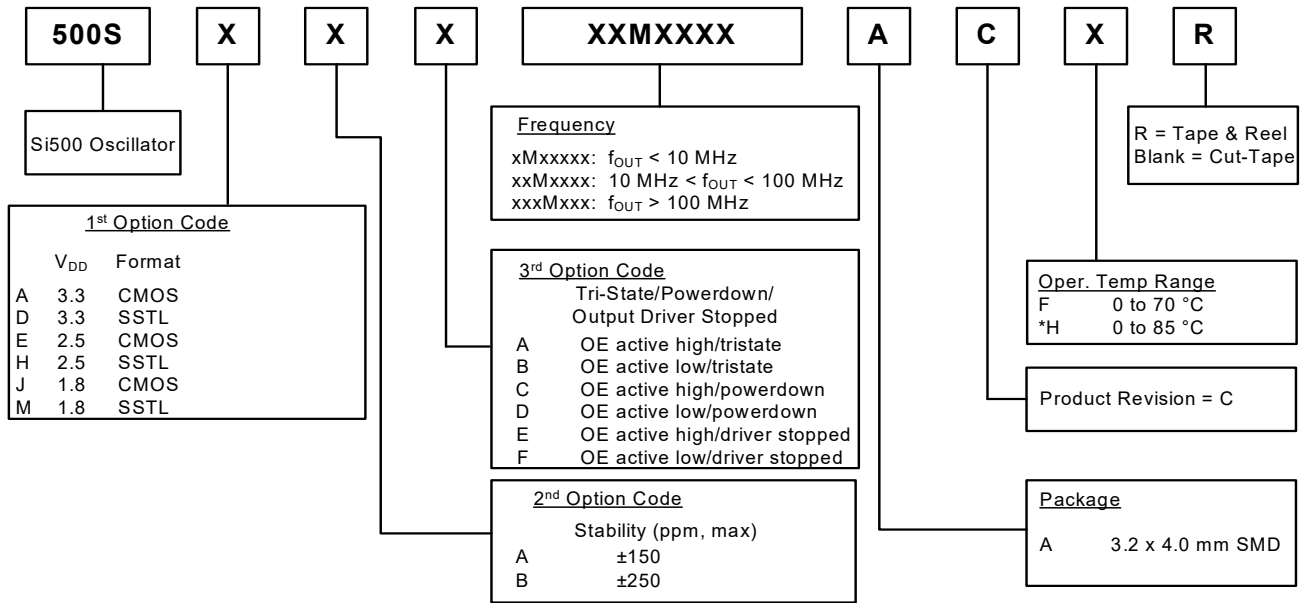 500S X X X XXMXXXX A C X R
Si500 Oscillator
1st Option Code
VDD Format
A 3.3 CMOS
D 3.3 SSTL
E 2.5 CMOS
H 2.5 SSTL
J 1.8 CMOS
M 1.8 SSTL
Frequency
xMxxxxx: fOUT < 10 MHz
xxMxxxx: 10 MHz < fOUT < 100 MHz
xxxMxxx: fOUT > 100 MHz
3rd Option Code
Tri-State/Powerdown/
Output Driver Stopped
A OE active high/tristate
B OE active low/tristate
C OE active high/powerdown
D OE active low/powerdown
E OE active high/driver stopped
F OE active low/driver stopped
2nd Option Code
Stability (ppm, max)
A ±150
B ±250
R = Tape & Reel
Blank = Cut-Tape
Oper. Temp Range
F 0 to 70 °C
*H 0 to 85 °C
Product Revision = C
Package
A 3.2 x 4.0 mm SMD